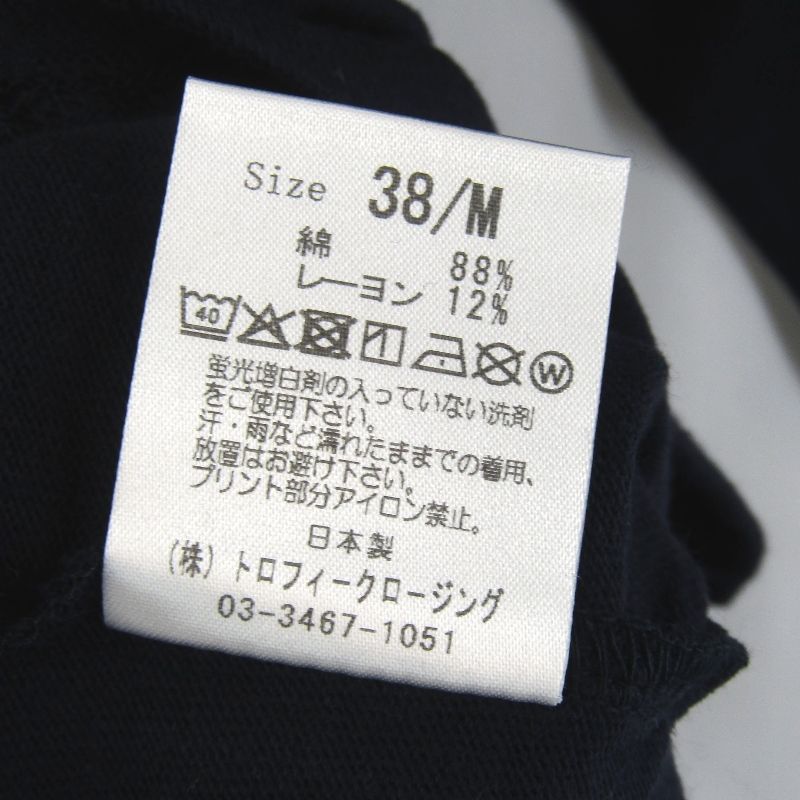 Size 38/M
綿 88%
レーヨン 12%
40 W
蛍光増白剤の入っていない洗剤
をご使用下さい。
汗・雨など濡れたままでの着用、
放置はお避け下さい。
プリント部分アイロン禁止。
日本製
(株)トロフィークロージング
03-3467-1051